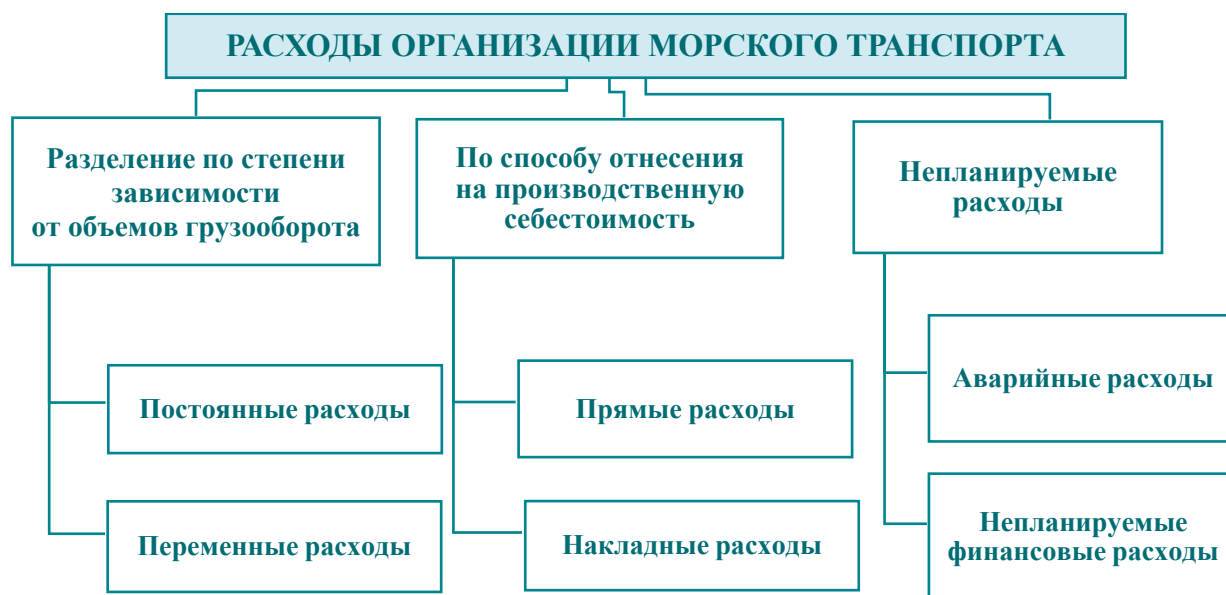 РАСХОДЫ ОРГАНИЗАЦИИ МОРСКОГО ТРАНСПОРТА
Разделение по степени
зависимости
от объемов грузооборота
По способу отнесения
на производственную
себестоимость
Непланируемые
расходы
Постоянные расходы
Прямые расходы
Аварийные расходы
Переменные расходы
Накладные расходы
Непланируемые
финансовые расходы